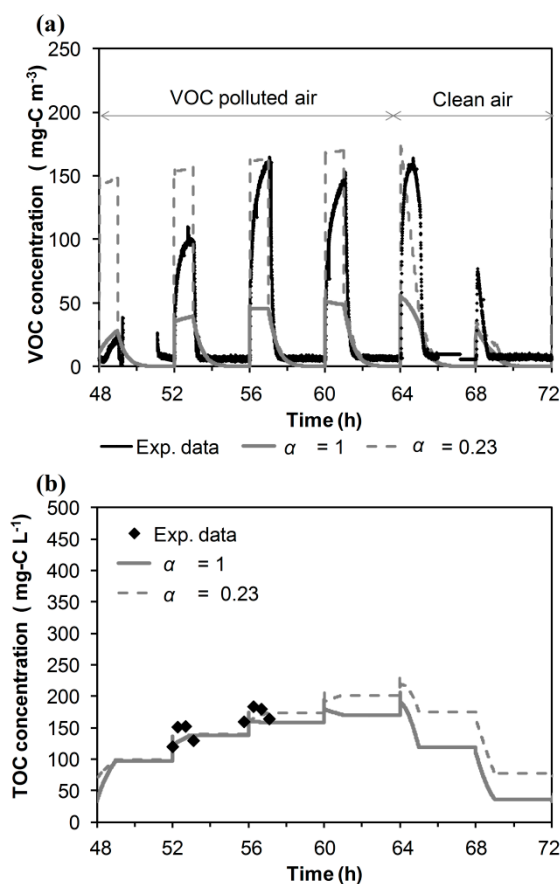 (a)
250
200
150
100
50
0
VOC concentration ( mg-C m-3)
VOC polluted air
Clean air
48 52 56 60 64 68 72
Time (h)
Exp. data α = 1 α = 0.23
(b)
500
450
400
350
300
250
200
150
100
50
0
TOC concentration ( mg-C L-1)
Exp. data
α = 1
α = 0.23
48 52 56 60 64 68 72
Time (h)